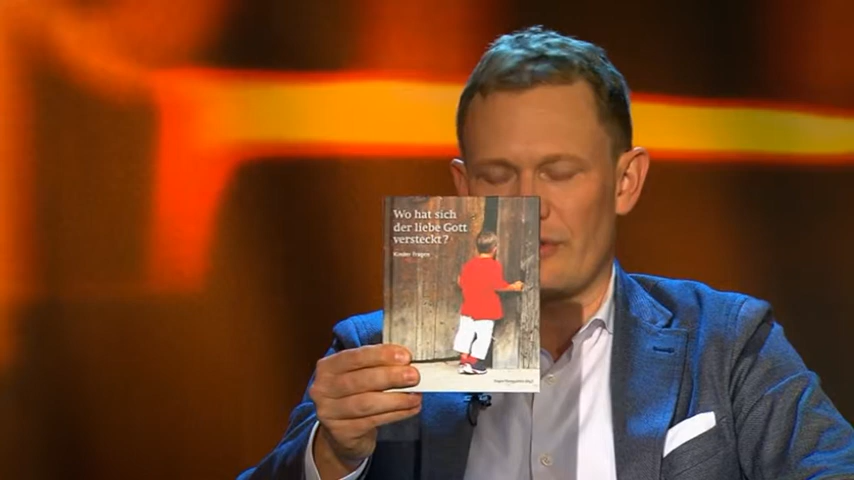 Wo hat sich
der liebe Gott
versteckt?
Kinder fragen